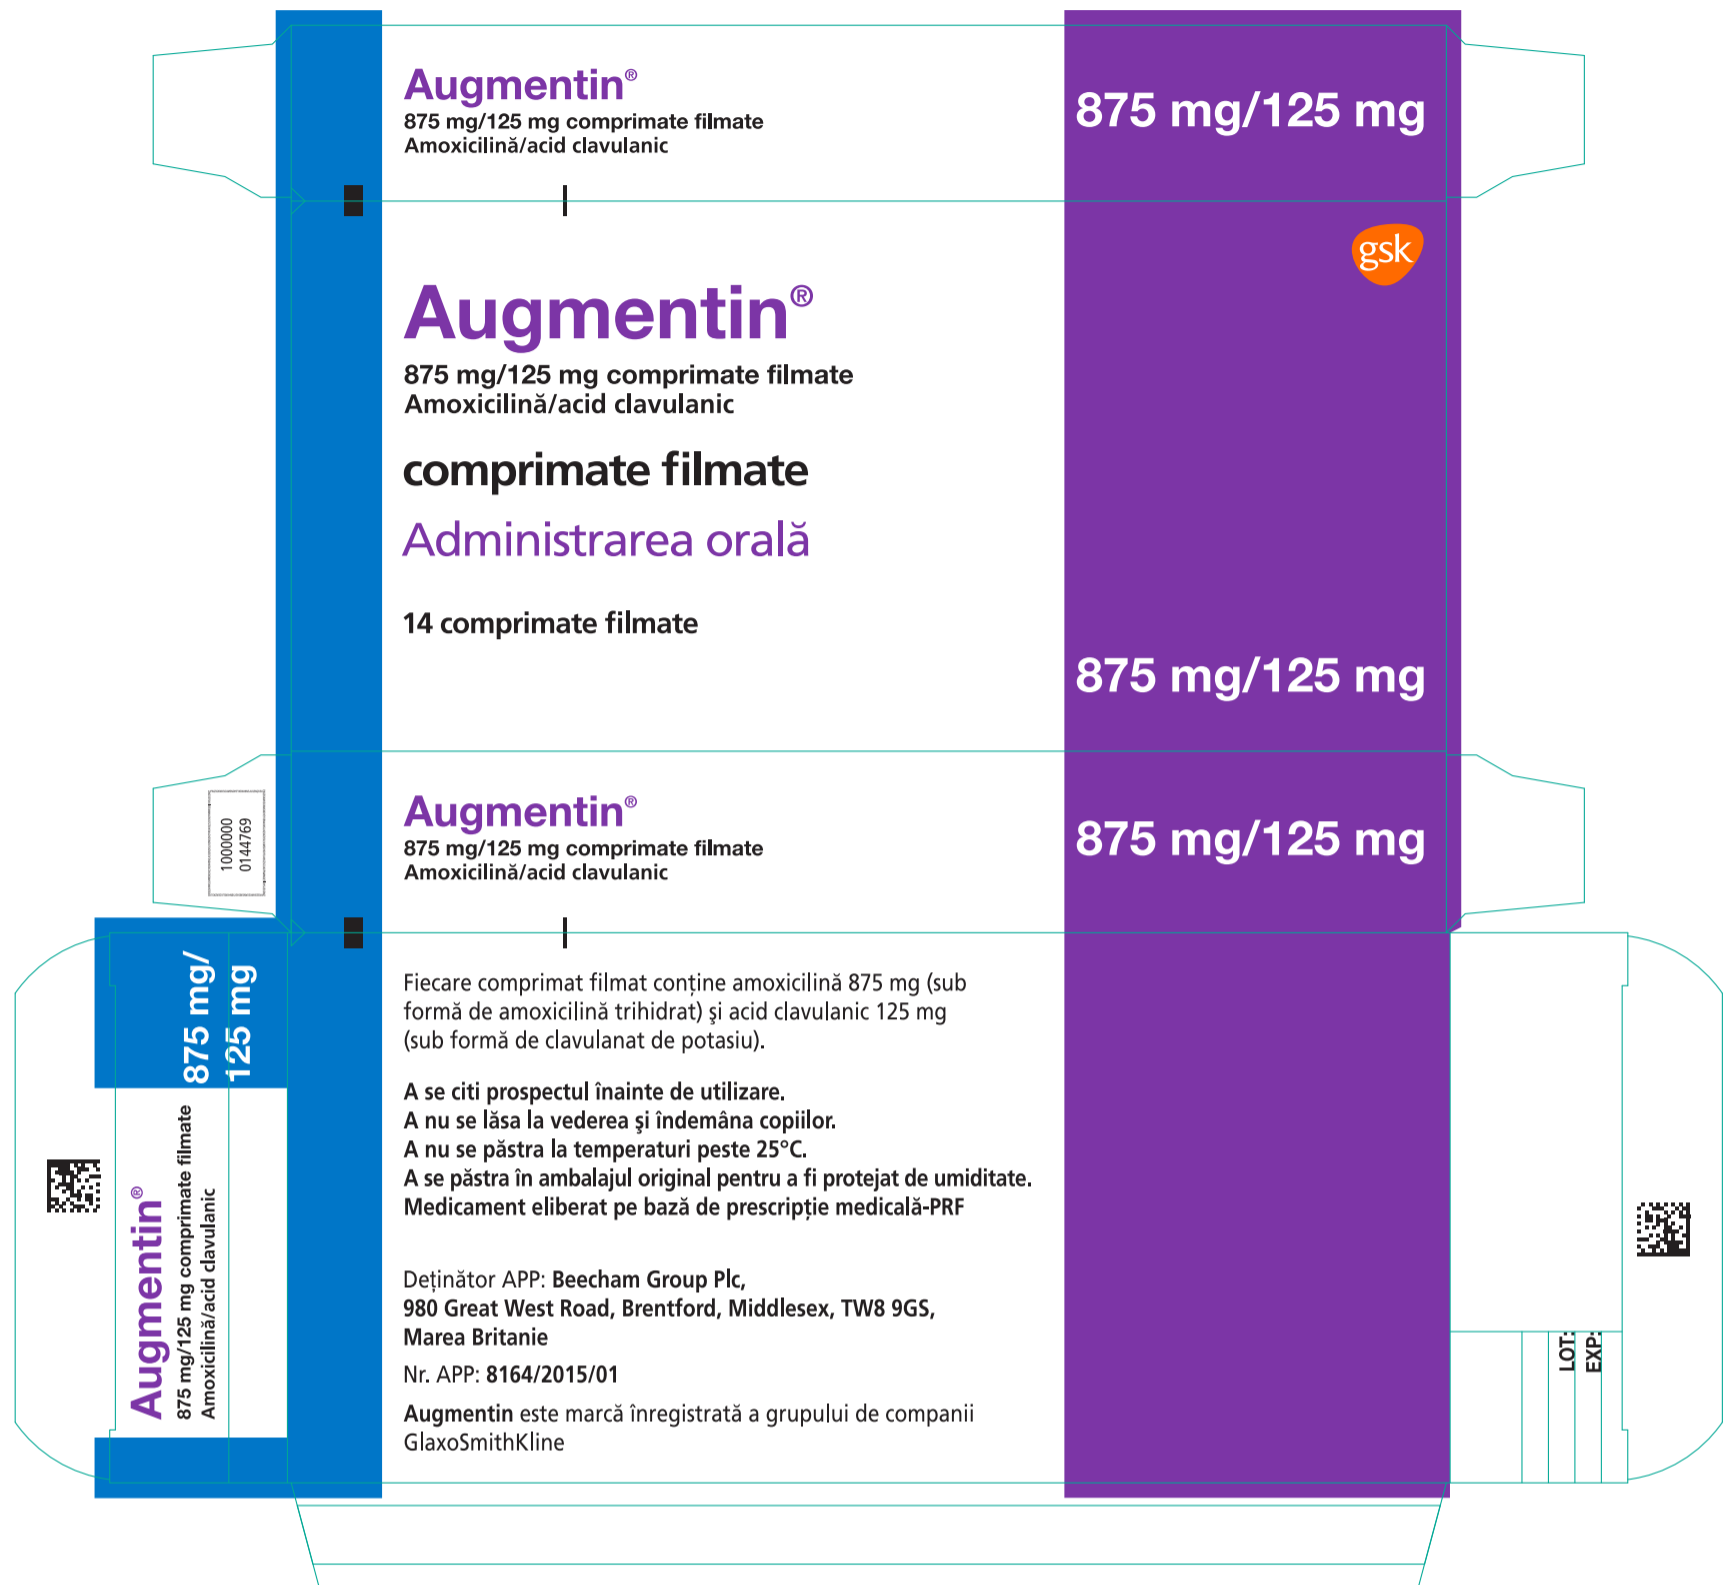 Augmentin®
875 mg/125 mg comprimate filmate
Amoxicilină/acid clavulanic
875 mg/125 mg
gsk
Augmentin®
875 mg/125 mg comprimate filmate
Amoxicilină/acid clavulanic
comprimate filmate
Administrarea orală
14 comprimate filmate
875 mg/125 mg
Augmentin®
875 mg/125 mg comprimate filmate
Amoxicilină/acid clavulanic
875 mg/125 mg
1000000
0144769
875 mg/
125 mg
Augmentin®
875 mg/125 mg comprimate filmate
Amoxicilină/acid clavulanic
Fiecare comprimat filmat conține amoxicilină 875 mg (sub
formă de amoxicilină trihidrat) şi acid clavulanic 125 mg
(sub formă de clavulanat de potasiu).
A se citi prospectul înainte de utilizare.
A nu se lăsa la vederea şi îndemâna copiilor.
A nu se păstra la temperaturi peste 25°C.
A se păstra în ambalajul original pentru a fi protejat de umiditate.
Medicament eliberat pe bază de prescripție medicală-PRF
Deținător APP: Beecham Group Plc,
980 Great West Road, Brentford, Middlesex, TW8 9GS,
Marea Britanie
Nr. APP: 8164/2015/01
Augmentin este marcă înregistrată a grupului de companii
GlaxoSmithKline
LOT:
EXP: